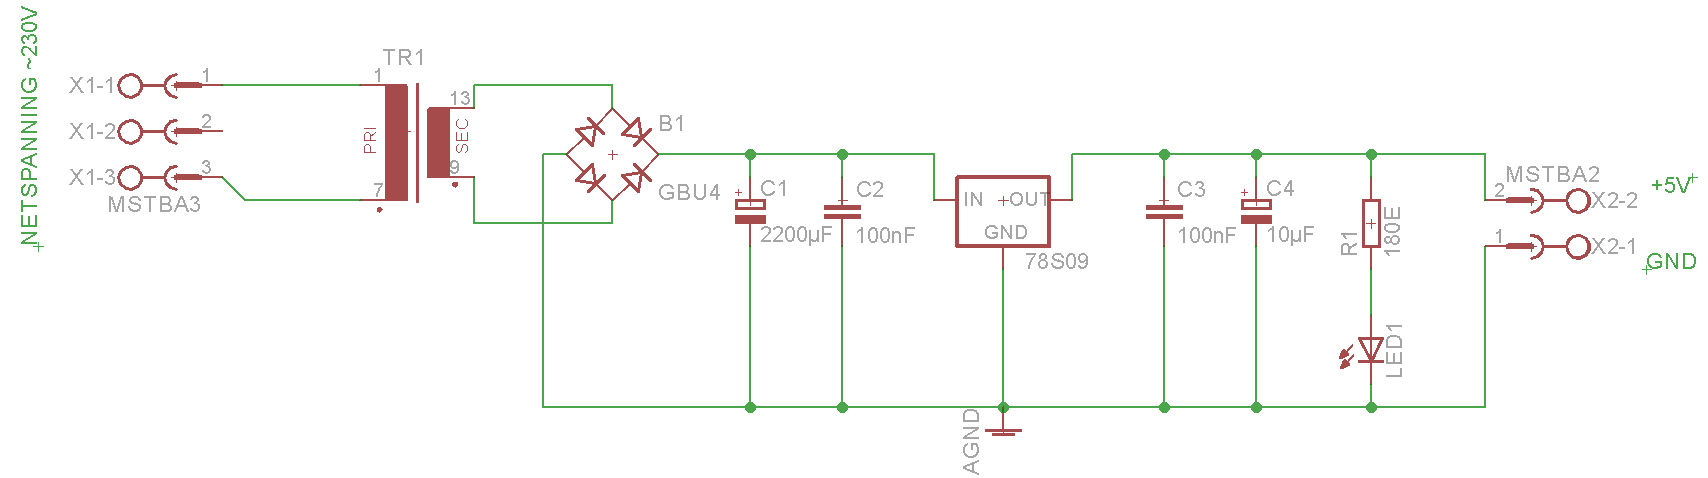 NETSPANNING ~230V
X1-1
1
X1-2
2
X1-3
3
MSTBA3
TR1
1
7
PRI
SEC
13
9
B1
GBU4
C1
2200µF
C2
100nF
IN
OUT
GND
78S09
AGND
C3
100nF
C4
10µF
R1
180E
LED1
MSTBA2
2
X2-2
1
X2-1
+5V
GND